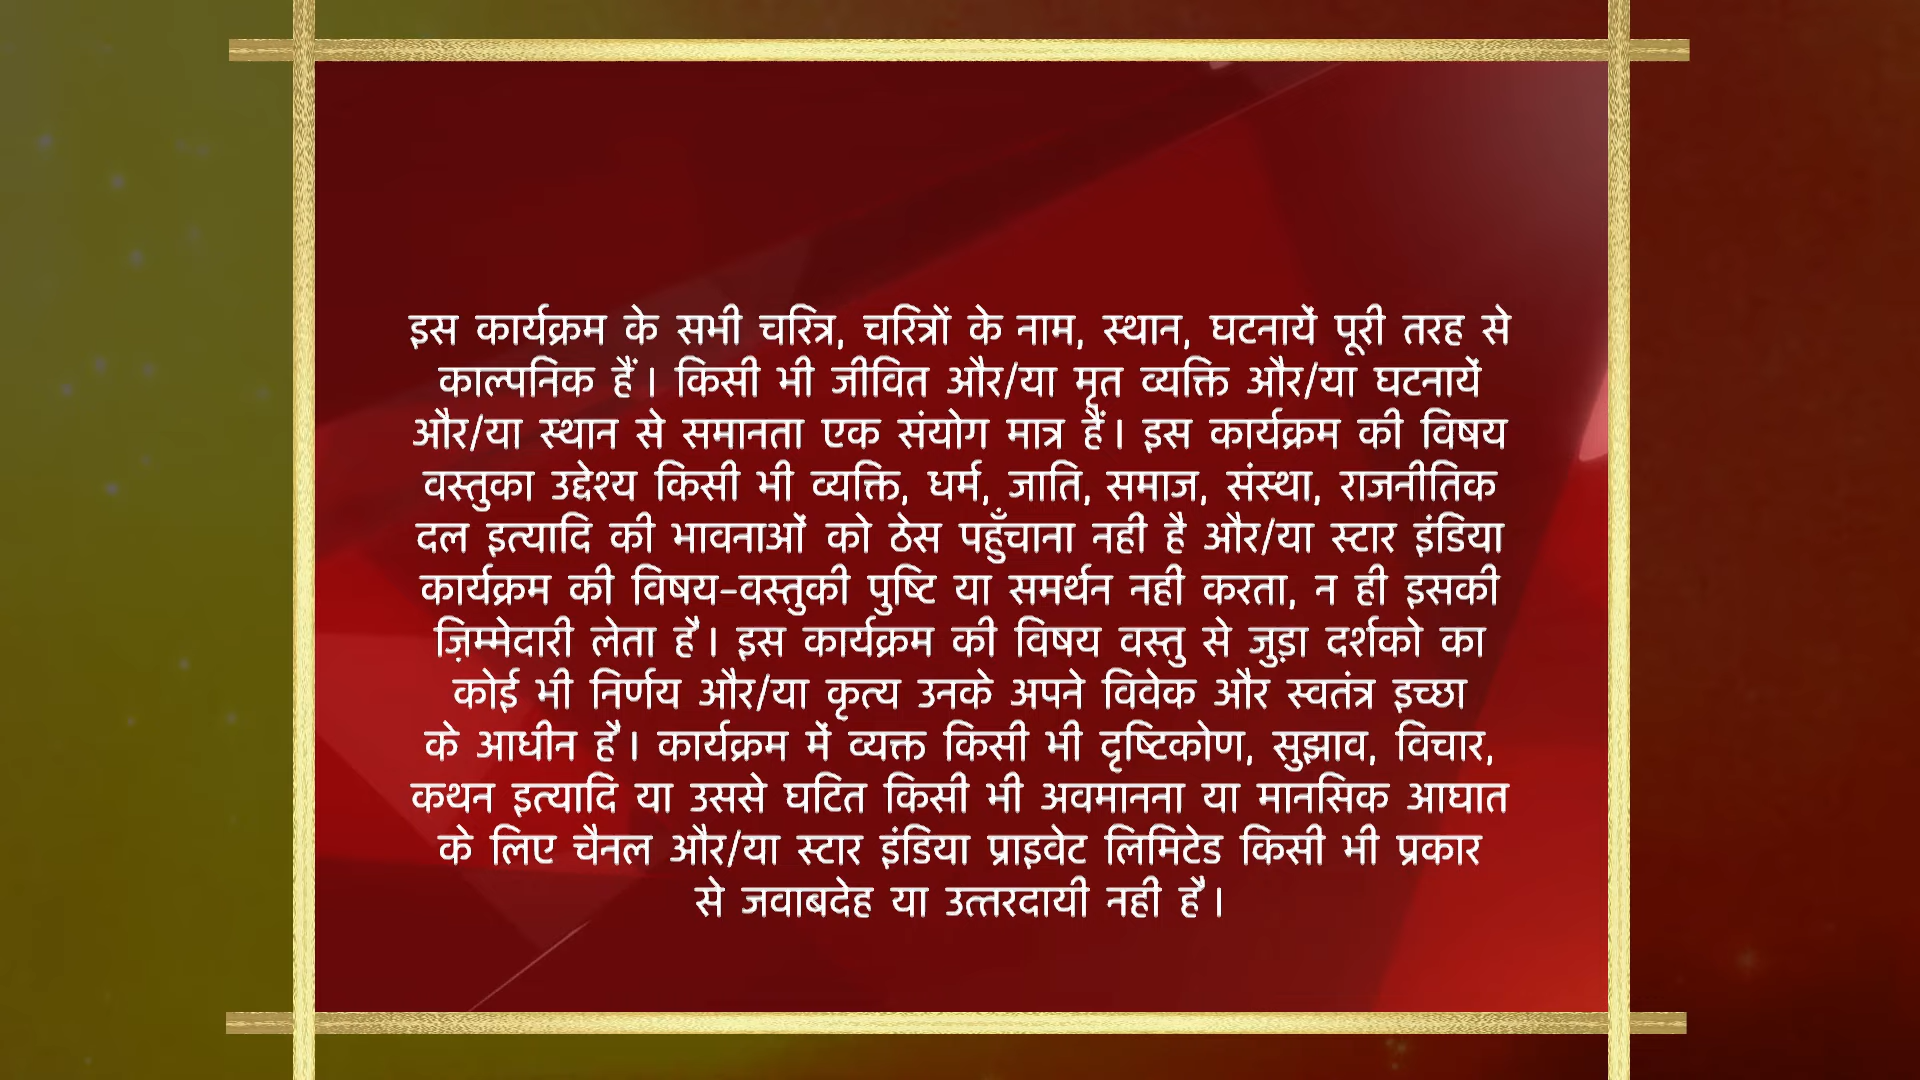 इस कार्यक्रम के सभी चरित्र, चरित्रों के नाम, स्थान, घटनायें पूरी तरह से
काल्पनिक हैं। किसी भी जीवित और/या मृत व्यक्ति और/या घटनायें
और/या स्थान से समानता एक संयोग मात्र हैं। इस कार्यक्रम की विषय
वस्तुका उद्देश्य किसी भी व्यक्ति, धर्म, जाति, समाज, संस्था, राजनीतिक
दल इत्यादि की भावनाओं को ठेस पहुँचाना नही है और/या स्टार इंडिया
कार्यक्रम की विषय-वस्तुकी पुष्टि या समर्थन नहीं करता, न ही इसकी
ज़िम्मेदारी लेता है। इस कार्यक्रम की विषय वस्तु से जुड़ा दर्शको का
कोई भी निर्णय और/या कृत्य उनके अपने विवेक और स्वतंत्र इच्छा
के आधीन है। कार्यक्रम में व्यक्त किसी भी दृष्टिकोण, सुझाव, विचार,
कथन इत्यादि या उससे घटित किसी भी अवमानना या मानसिक आघात
के लिए चैनल और/या स्टार इंडिया प्राइवेट लिमिटेड किसी भी प्रकार
से जवाबदेह या उत्तरदायी नही है।